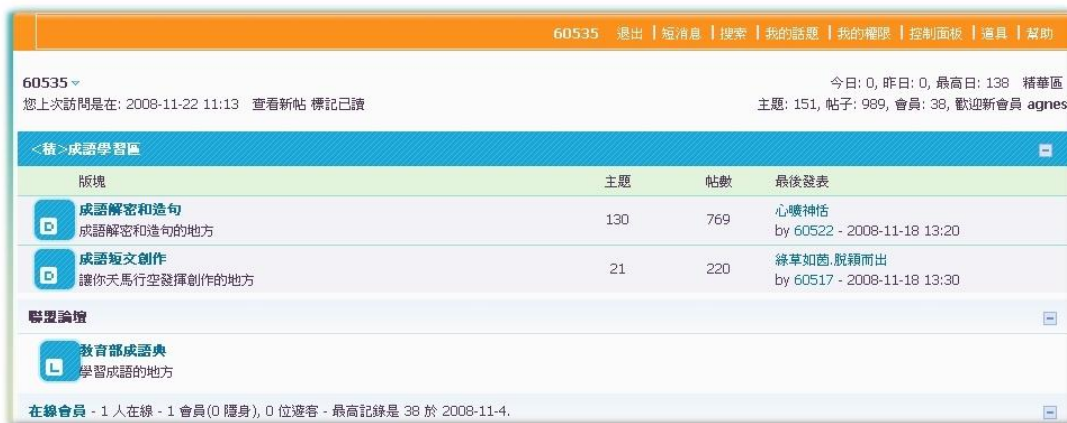 60535 退出 | 短消息 | 搜索 | 我的話題 | 我的權限 | 控制面板 | 道具 | 幫助
60535
今日: 0, 昨日: 0, 最高日: 138 精華區
您上次訪問是在: 2008-11-22 11:13 查看新帖 標記已讀
主題: 151, 帖子: 989, 會員: 38, 歡迎新會員 agnes
<積>成語學習區
版塊 主題 帖數 最後發表
成語解密和造句 130 769 心曠神恬
成語解密和造句的地方 by 60522 - 2008-11-18 13:20
成語短文創作 21 220 綠草如茵.脫穎而出
讓你天馬行空發揮創作的地方 by 60517 - 2008-11-18 13:30
聯盟論壇
教育部成語典
學習成語的地方
在線會員 - 1 人在線 - 1 會員(0 隱身), 0 位遊客 - 最高記錄是 38 於 2008-11-4.